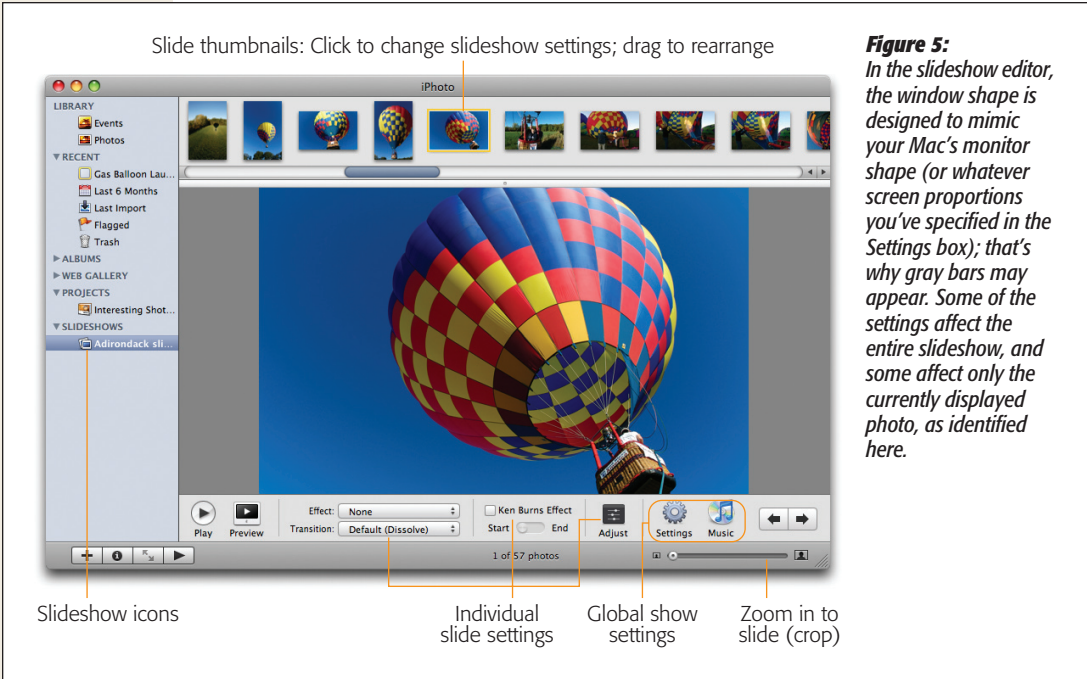 Slide thumbnails: Click to change slideshow settings; drag to rearrange
iPhoto
LIBRARY
Events
Photos
RECENT
Gas Balloon Lau...
Last 6 Months
Last Import
Flagged
Trash
ALBUMS
WEB GALLERY
PROJECTS
Interesting Shot...
SLIDESHOWS
Adirondack sli...
Play
Preview
Effect: None
Transition: Default (Dissolve)
Ken Burns Effect
Start End
Adjust
Settings
Music
1 of 57 photos
Slideshow icons
Individual
slide settings
Global show
settings
Zoom in to
slide (crop)
Figure 5:
In the slideshow editor,
the window shape is
designed to mimic
your Mac's monitor
shape (or whatever
screen proportions
you've specified in the
Settings box); that's
why gray bars may
appear. Some of the
settings affect the
entire slideshow, and
some affect only the
currently displayed
photo, as identified
here.